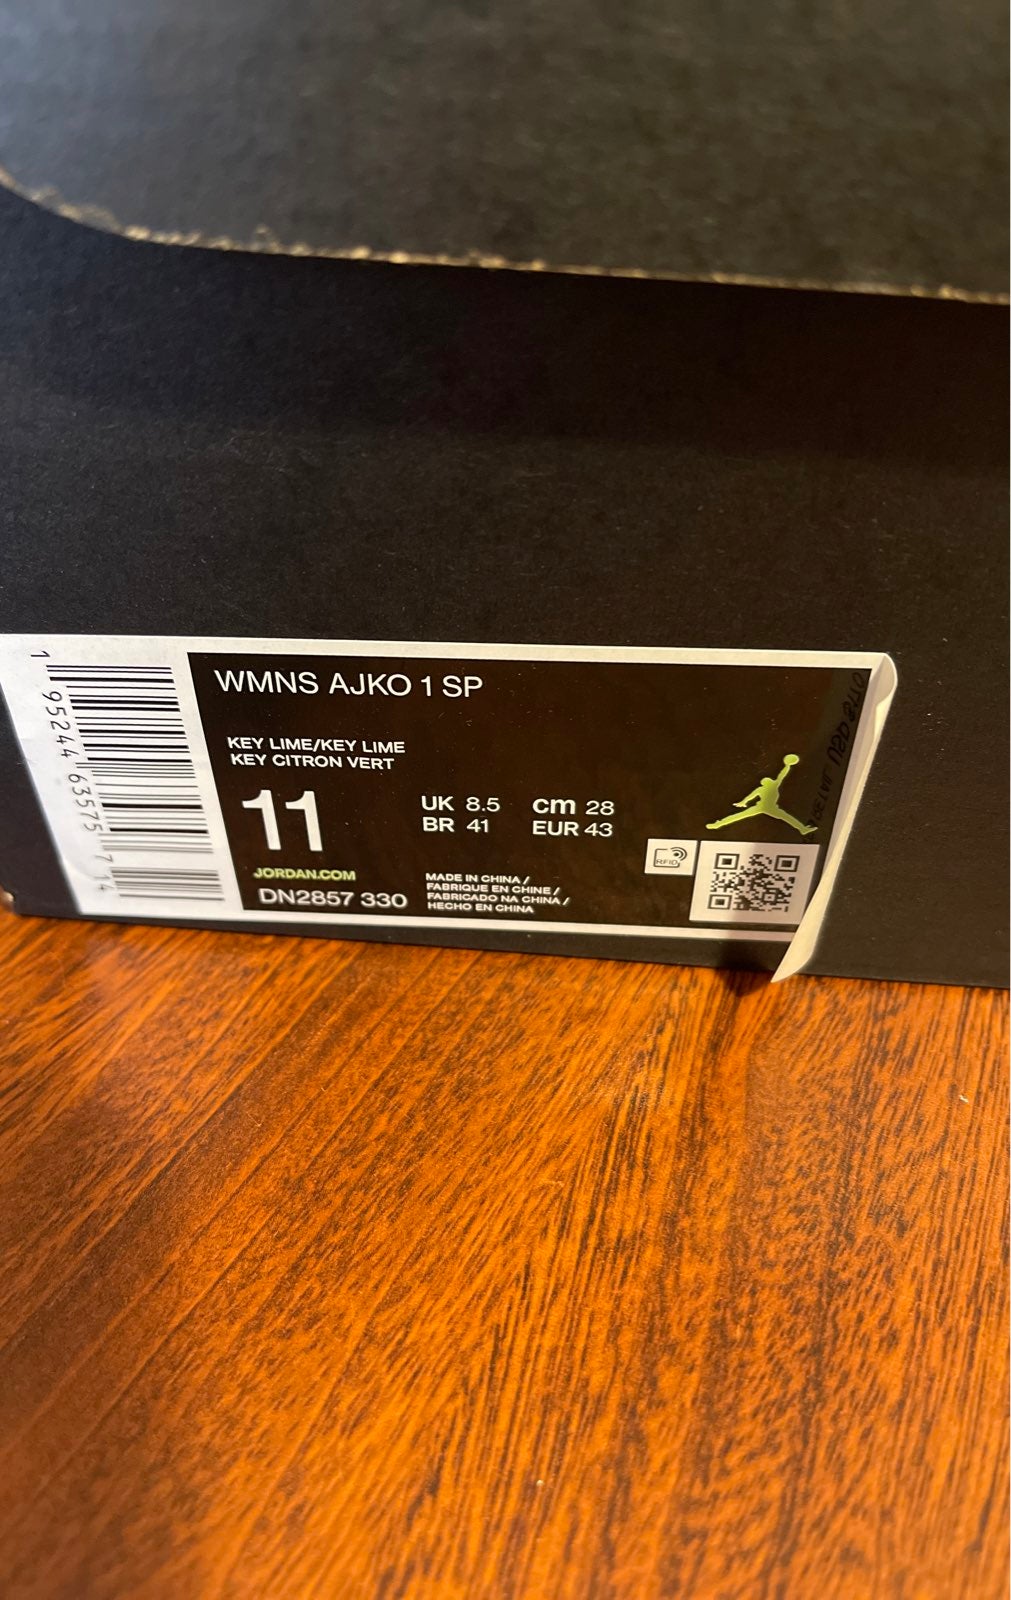 WMNS AJKO 1 SP
KEY LIME/KEY LIME
KEY CITRON VERT
11
UK 8.5
cm 28
BR 41
EUR 43
JORDAN.COM
DN2857 330
MADE IN CHINA /
FABRIQUE EN CHINE /
FABRICADO NA CHINA /
HECHO EN CHINA
RFID
1 95244 63575 7 14